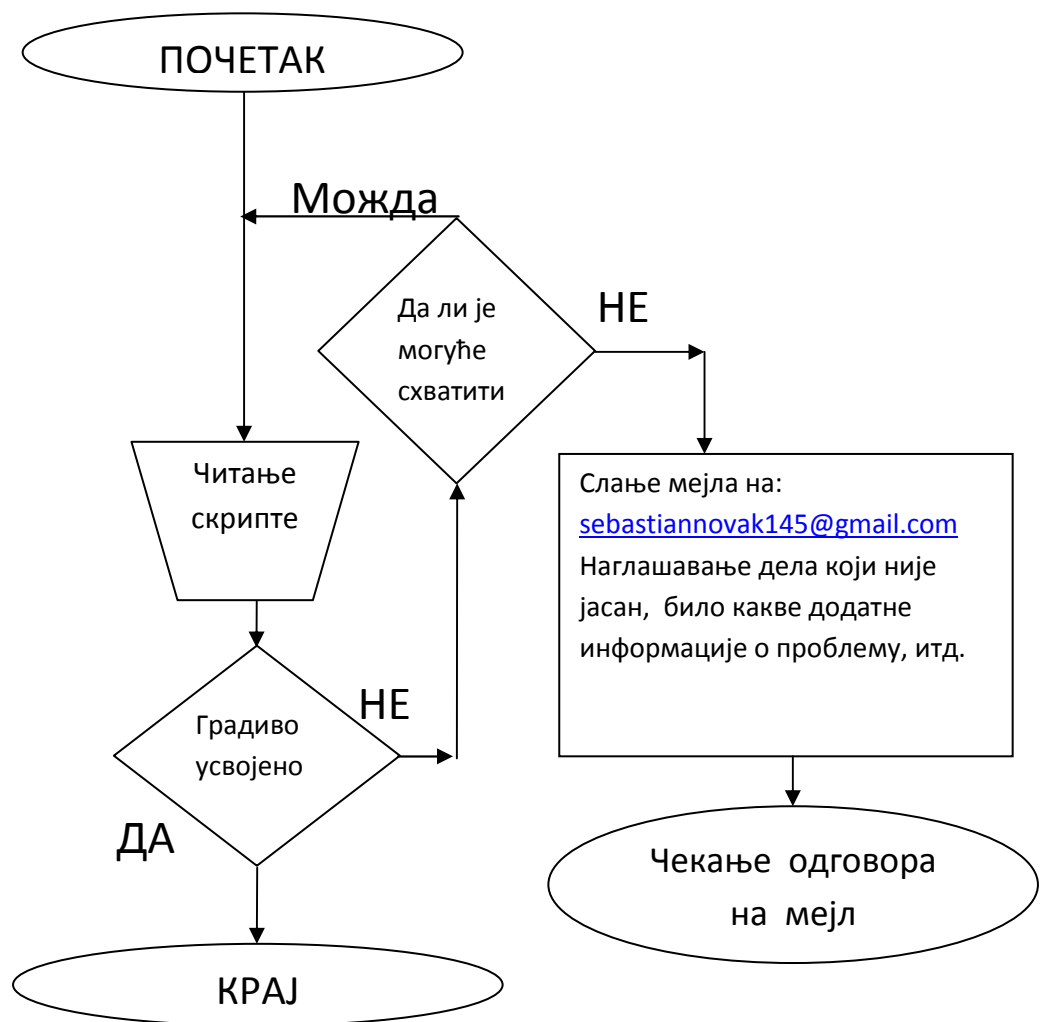 ПОЧЕТАК
Можда
Да ли је
могуће
схватити
НЕ
Читање
скрипте
Слање мејла на:
sebastiannovak145@gmail.com
Наглашавање дела који није
јасан, било какве додатне
информације о проблему, итд.
НЕ
Градиво
усвојено
ДА
Чекање одговора
на мејл
КРАЈ